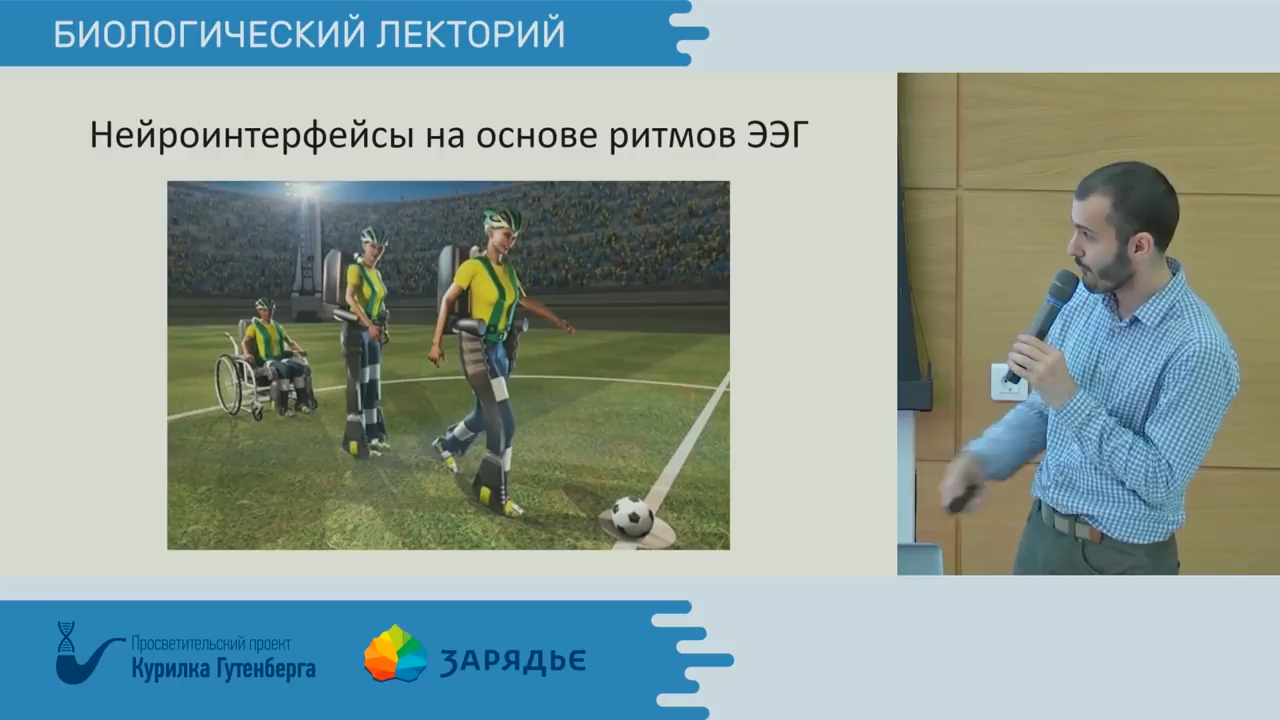 БИОЛОГИЧЕСКИЙ ЛЕКТОРИЙ
Нейроинтерфейсы на основе ритмов ЭЭГ
Просветительский проект
Курилка Гутенберга
ЗАРЯДЬЕ